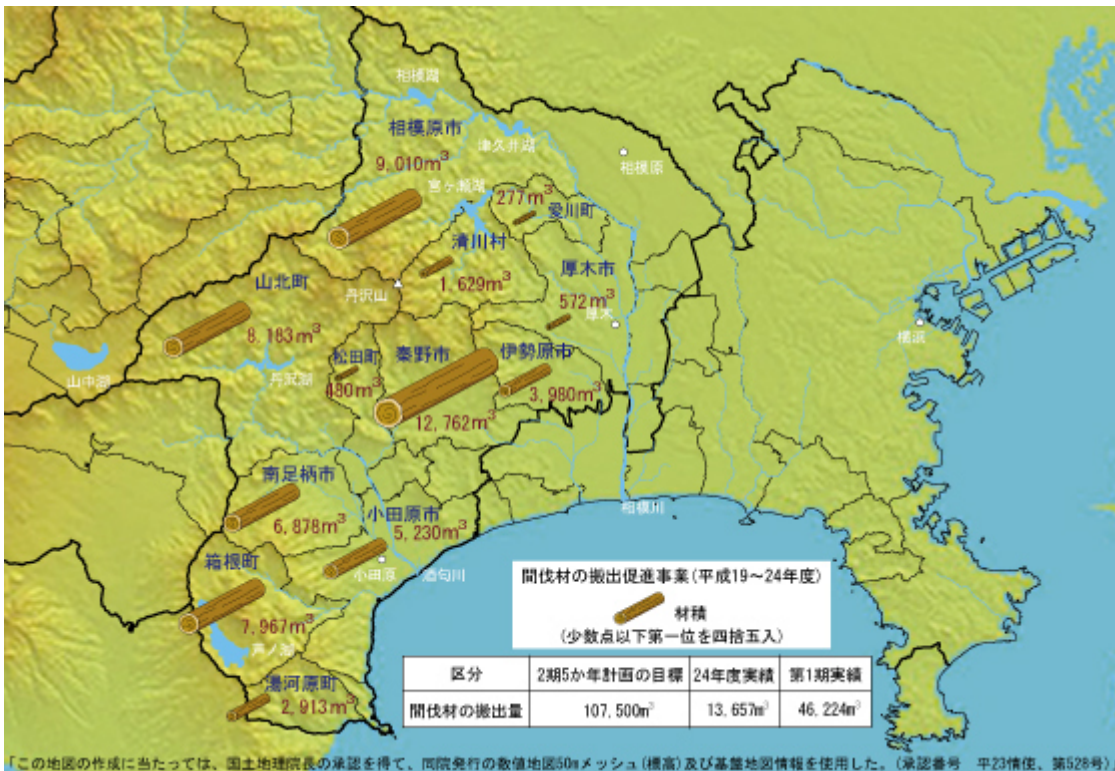 相模湖
相模原市
津久井湖
9,010m³
相模原
宮ヶ瀬湖
277m³
愛川町
清川村
厚木市
山北町
丹沢山
1,629m³
572m³
厚木
8,183m³
横浜
松田町
秦野市
伊勢原市
山中湖
丹沢湖
480m³
3,980m³
12,762m³
南足柄市
小田原市
相模川
6,878m³
5,230m³
箱根町
小田原
酒匂川
7,967m³
芦ノ湖
湯河原町
2,913m³
間伐材の搬出促進事業(平成19～24年度)
材積
(少数点以下第一位を四捨五入)
区分 2期5か年計画の目標 24年度実績 第1期実績
間伐材の搬出量 107,500m³ 13,657m³ 46,224m³
「この地図の作成に当たっては、国土地理院長の承認を得て、同院発行の数値地図50mメッシュ(標高)及び基盤地図情報を使用した。(承認番号 平23情使、第528号)